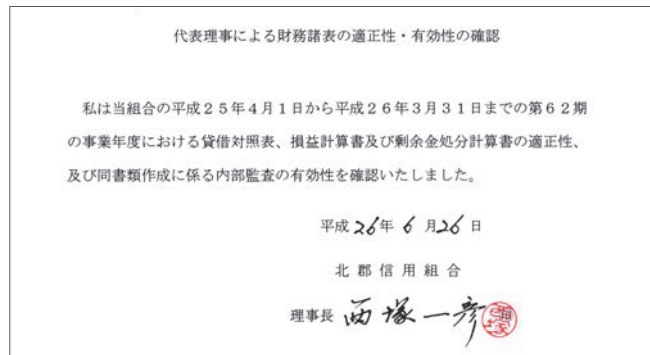 代表理事による財務諸表の適正性・有効性の確認
私は当組合の平成25年4月1日から平成26年3月31日までの第62期
の事業年度における貸借対照表、損益計算書及び剰余金処分計算書の適正性、
及び同書類作成に係る内部監査の有効性を確認いたしました。
平成26年6月26日
北郡信用組合
理事長 西塚一彦 西塚